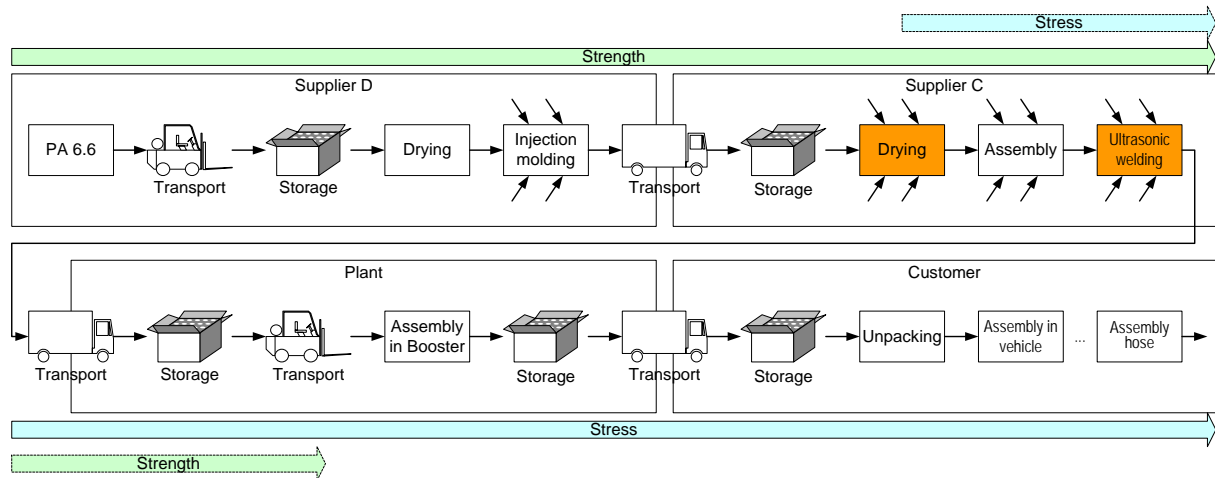 Stress
Strength
Supplier D
Supplier C
PA 6.6
Transport
Storage
Drying
Injection
molding
Transport
Storage
Drying
Assembly
Ultrasonic
welding
Plant
Customer
Transport
Storage
Transport
Assembly
in Booster
Storage
Transport
Storage
Unpacking
Assembly in
vehicle
...
Assembly
hose
Stress
Strength